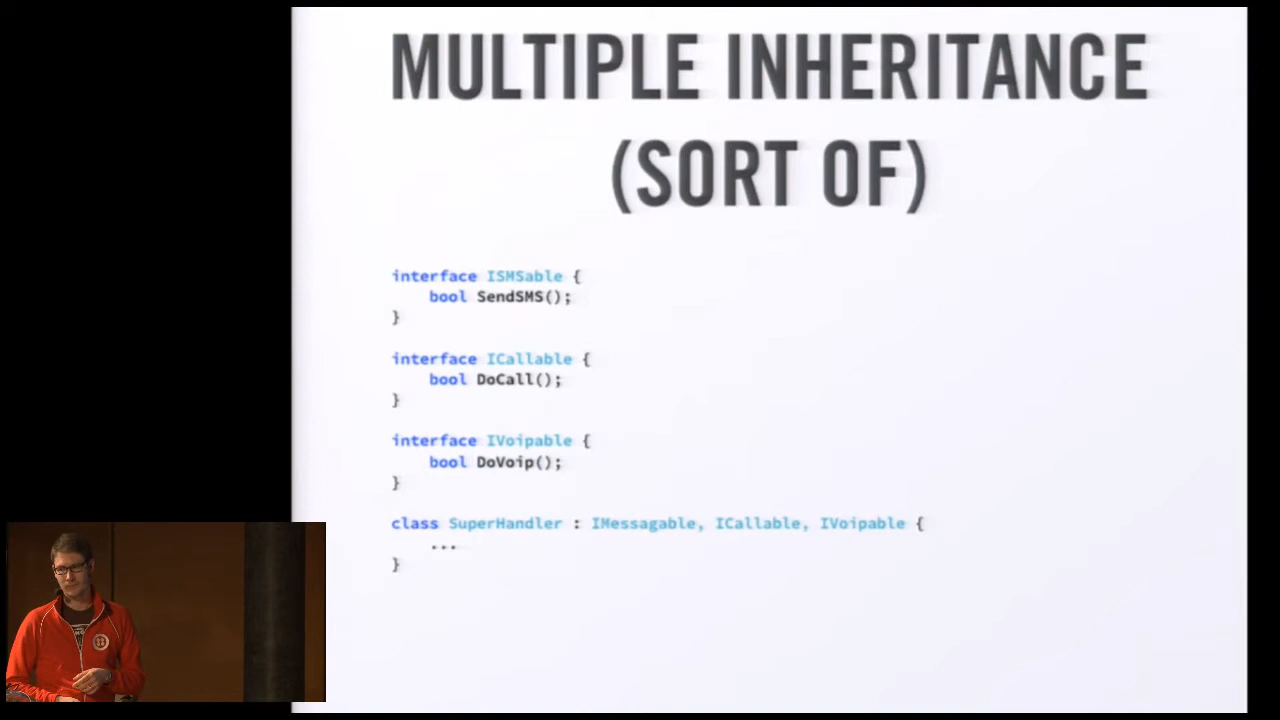 MULTIPLE INHERITANCE
(SORT OF)
interface ISMSable {
    bool SendSMS();
}
interface ICallable {
    bool DoCall();
}
interface IVoipable {
    bool DoVoip();
}
class SuperHandler : IMessagable, ICallable, IVoipable {
    ...
}